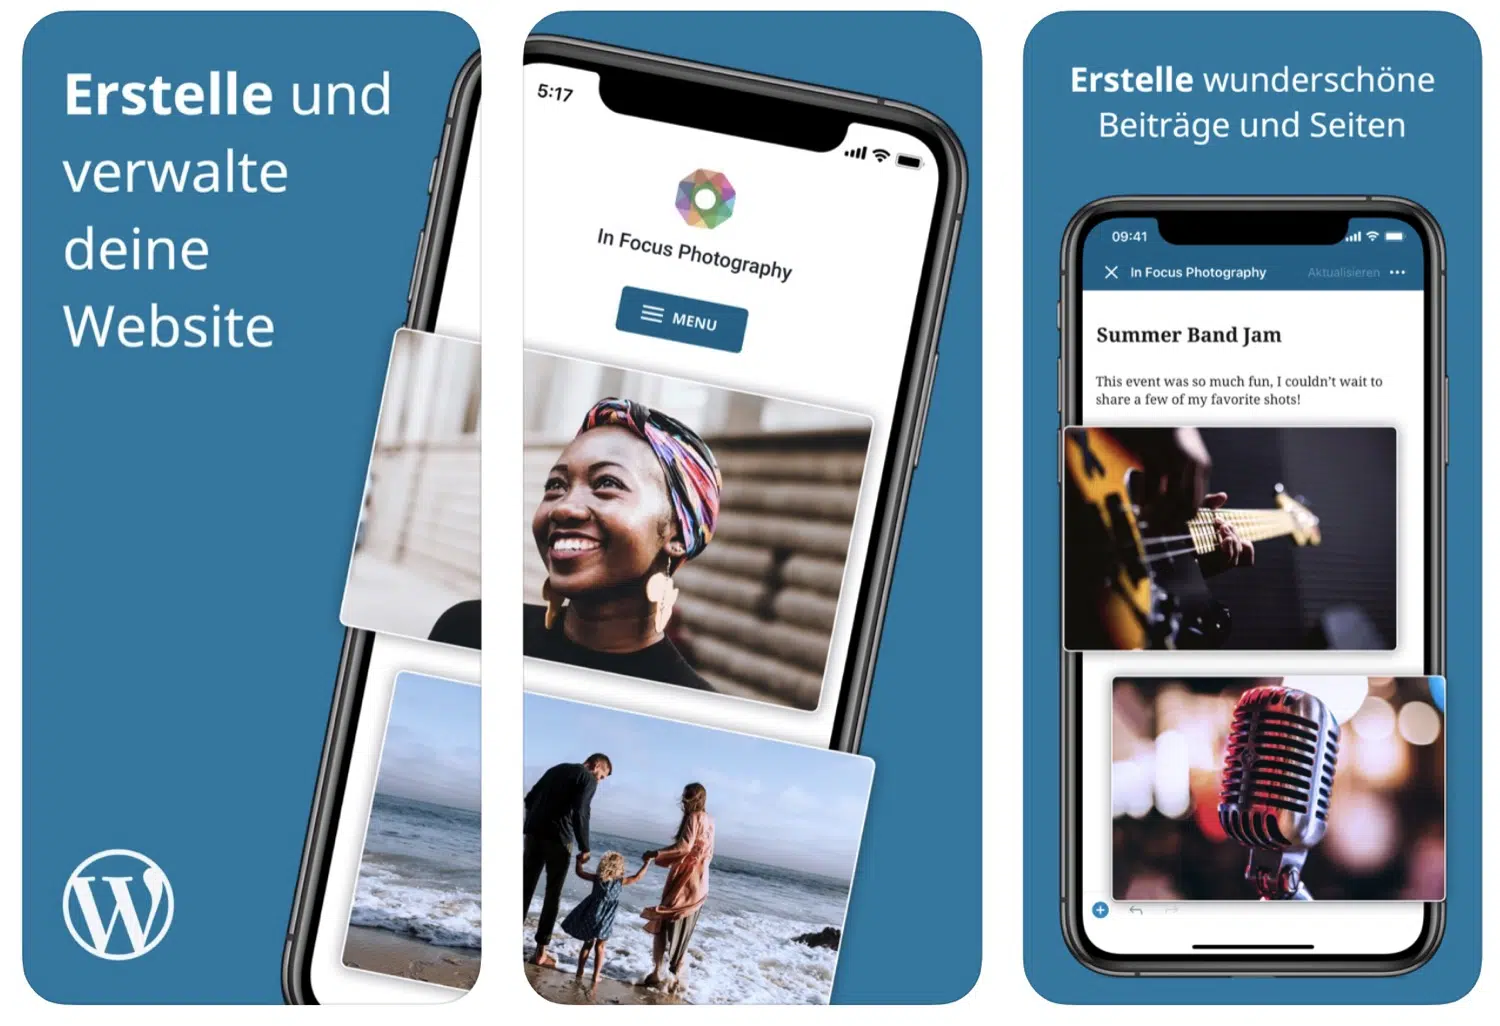 Erstelle und
verwalte
deine
Website
5:17
In Focus Photography
MENU
Erstelle wunderschöne
Beiträge und Seiten
09:41
In Focus Photography Aktualisieren
Summer Band Jam
This event was so much fun, I couldn’t wait to
share a few of my favorite shots!